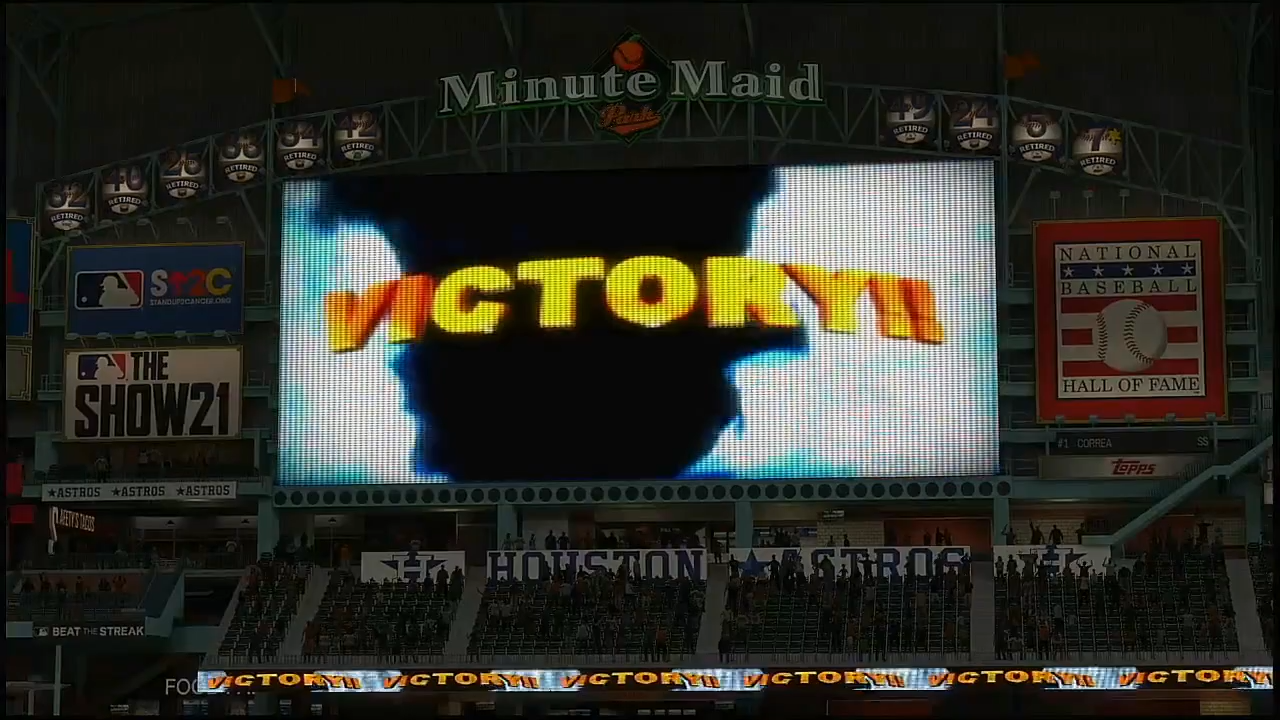 Minute Maid
Park
32 RETIRED
40 RETIRED
25 RETIRED
33 RETIRED
34 RETIRED
42 RETIRED
49 RETIRED
24 RETIRED
5 RETIRED
7 RETIRED
SU2C
STANDUP2CANCER.ORG
VICTORY!!
NATIONAL
BASEBALL
HALL OF FAME
THE
SHOW21
#1 CORREA SS
topps
★ASTROS ★ASTROS ★ASTROS
HOUSTON ★ ASTROS
BEAT THE STREAK
VICTORY!! VICTORY!! VICTORY!! VICTORY!! VICTORY!! VICTORY!!